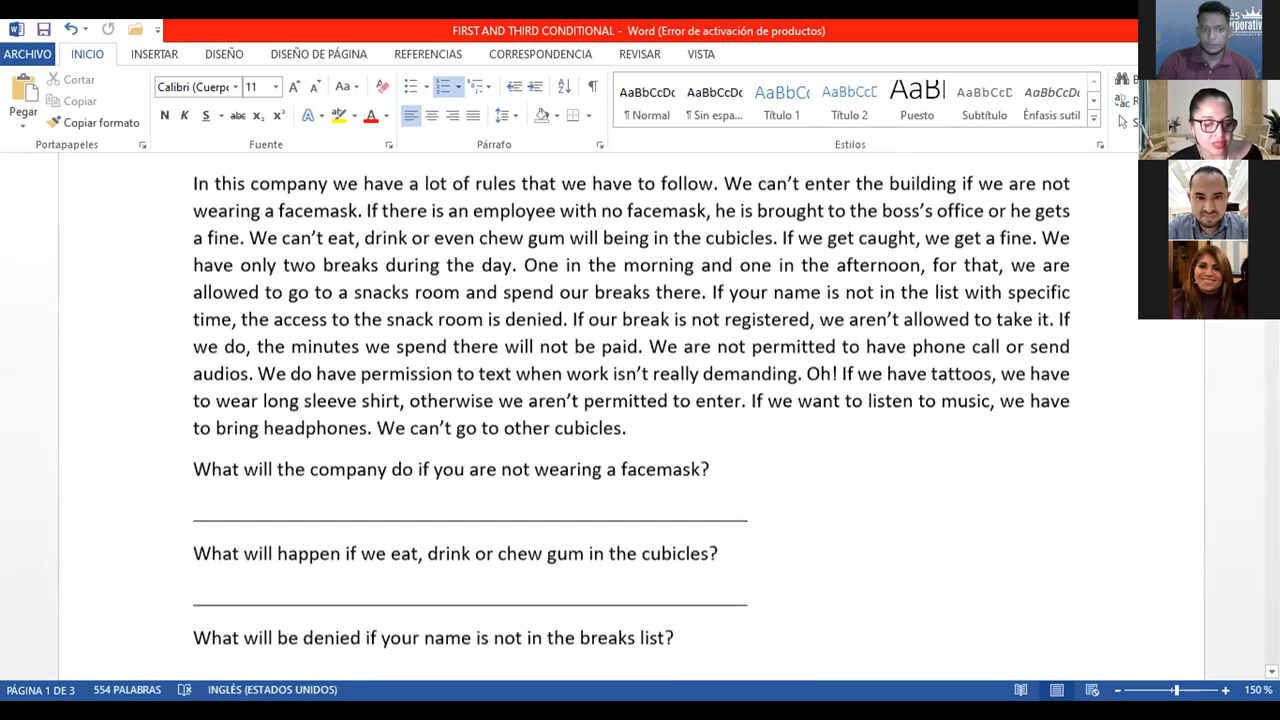 FIRST AND THIRD CONDITIONAL - Word (Error de activación de productos)
ARCHIVO INICIO INSERTAR DISEÑO DISEÑO DE PÁGINA REFERENCIAS CORRESPONDENCIA REVISAR VISTA
Cortar
Copiar
Copiar formato
Pegar
Calibri (Cuerpo 11
N K S abc x₂ x²
AaBbCcDc AaBbCcDc AaBbCc AaBbCcD AaBl AaBbCcD AaBbCcDc
¶ Normal ¶ Sin espa... Título 1 Título 2 Puesto Subtítulo Énfasis sutil
Portapapeles Fuente Párrafo Estilos
In this company we have a lot of rules that we have to follow. We can't enter the building if we are not
wearing a facemask. If there is an employee with no facemask, he is brought to the boss's office or he gets
a fine. We can't eat, drink or even chew gum will being in the cubicles. If we get caught, we get a fine. We
have only two breaks during the day. One in the morning and one in the afternoon, for that, we are
allowed to go to a snacks room and spend our breaks there. If your name is not in the list with specific
time, the access to the snack room is denied. If our break is not registered, we aren't allowed to take it. If
we do, the minutes we spend there will not be paid. We are not permitted to have phone call or send
audios. We do have permission to text when work isn't really demanding. Oh! If we have tattoos, we have
to wear long sleeve shirt, otherwise we aren't permitted to enter. If we want to listen to music, we have
to bring headphones. We can't go to other cubicles.
What will the company do if you are not wearing a facemask?
What will happen if we eat, drink or chew gum in the cubicles?
What will be denied if your name is not in the breaks list?
PÁGINA 1 DE 3 554 PALABRAS INGLÉS (ESTADOS UNIDOS) 150 %